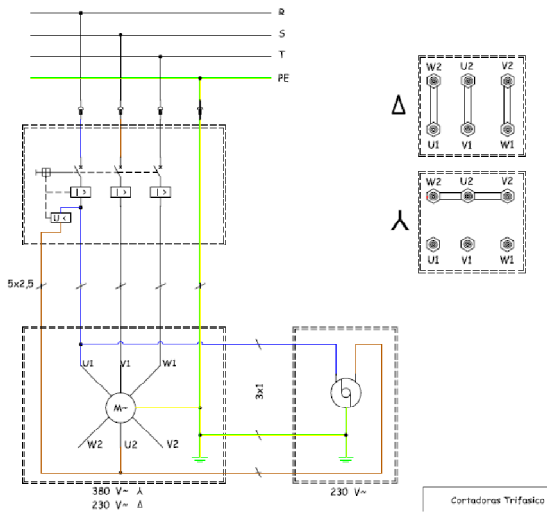 R
S
T
PE
W2 U2 V2
Δ
U1 V1 W1
W2 U2 V2
U1 V1 W1
I > I > I >
U <
5x2,5
U1 V1 W1
M~
W2 U2 V2
3x1
380 V~ ⅄
230 V~ Δ
230 V~
Cortadoras Trifasico